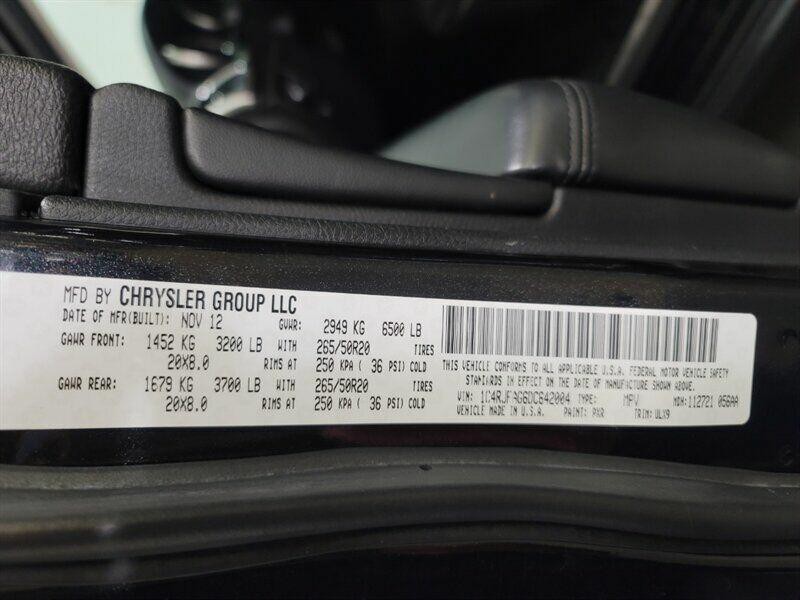 MFD BY CHRYSLER GROUP LLC
DATE OF MFR(BUILT): NOV 12 GVWR: 2949 KG 6500 LB
GAWR FRONT: 1452 KG 3200 LB WITH 265/50R20 TIRES
20X8.0 RIMS AT 250 KPA ( 36 PSI) COLD
GAWR REAR: 1679 KG 3700 LB WITH 265/50R20 TIRES
20X8.0 RIMS AT 250 KPA ( 36 PSI) COLD
THIS VEHICLE CONFORMS TO ALL APPLICABLE U.S.A. FEDERAL MOTOR VEHICLE SAFETY
STANDARDS IN EFFECT ON THE DATE OF MANUFACTURE SHOWN ABOVE.
VIN: 1C4RJFAG6DC642004 TYPE: MPV MDH: 112721 056AA
VEHICLE MADE IN U.S.A. PAINT: PXR TRIM: ULX9